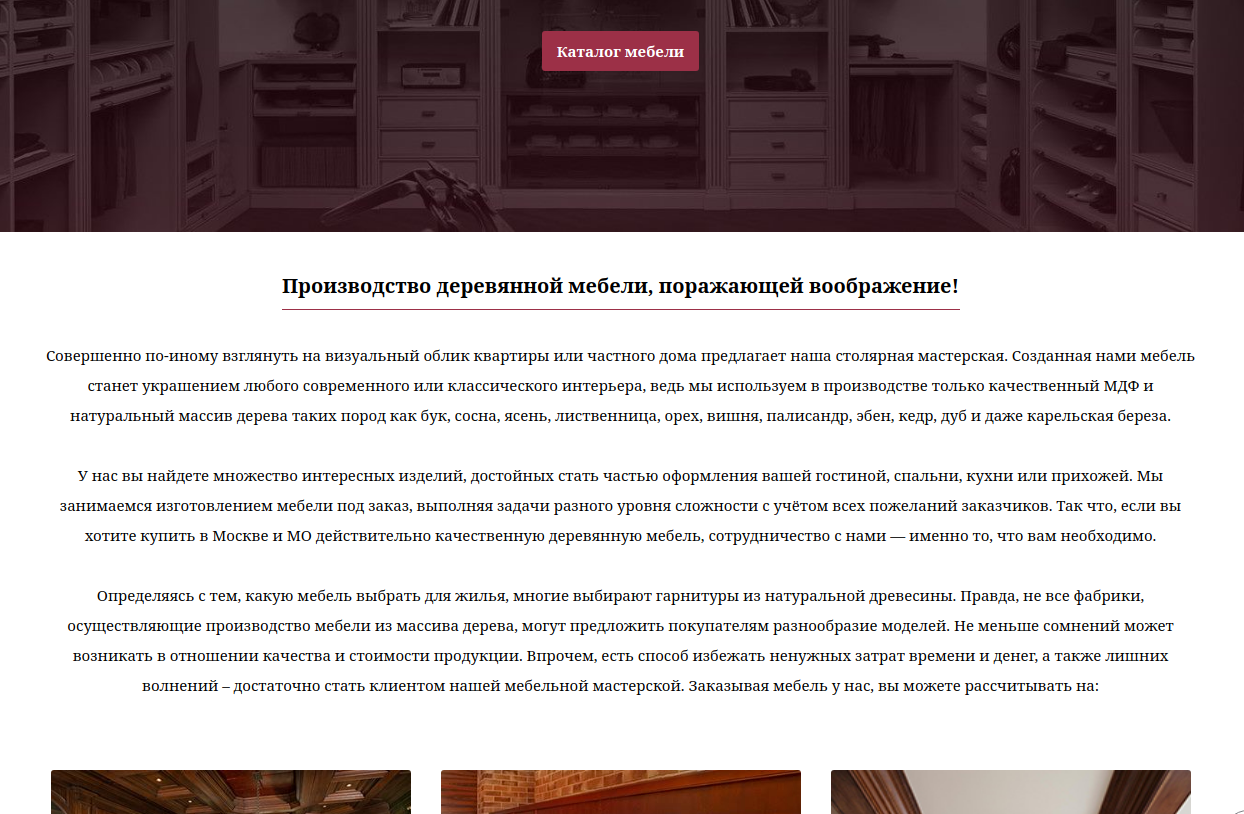 Каталог мебели
Производство деревянной мебели, поражающей воображение!
Совершенно по-иному взглянуть на визуальный облик квартиры или частного дома предлагает наша столярная мастерская. Созданная нами мебель
станет украшением любого современного или классического интерьера, ведь мы используем в производстве только качественный МДФ и
натуральный массив дерева таких пород как бук, сосна, ясень, лиственница, орех, вишня, палисандр, эбен, кедр, дуб и даже карельская береза.
У нас вы найдете множество интересных изделий, достойных стать частью оформления вашей гостиной, спальни, кухни или прихожей. Мы
занимаемся изготовлением мебели под заказ, выполняя задачи разного уровня сложности с учётом всех пожеланий заказчиков. Так что, если вы
хотите купить в Москве и МО действительно качественную деревянную мебель, сотрудничество с нами — именно то, что вам необходимо.
Определяясь с тем, какую мебель выбрать для жилья, многие выбирают гарнитуры из натуральной древесины. Правда, не все фабрики,
осуществляющие производство мебели из массива дерева, могут предложить покупателям разнообразие моделей. Не меньше сомнений может
возникать в отношении качества и стоимости продукции. Впрочем, есть способ избежать ненужных затрат времени и денег, а также лишних
волнений – достаточно стать клиентом нашей мебельной мастерской. Заказывая мебель у нас, вы можете рассчитывать на: